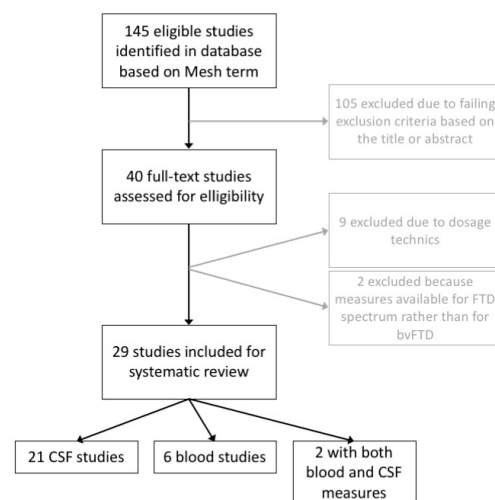 145 eligible studies
identified in database
based on Mesh term
105 excluded due to failing
exclusion criteria based on
the title or abstract
40 full-text studies
assessed for elligibility
9 excluded due to dosage
technics
2 excluded because
measures available for FTD
spectrum rather than for
bvFTD
29 studies included for
systematic review
21 CSF studies
6 blood studies
2 with both
blood and CSF
measures